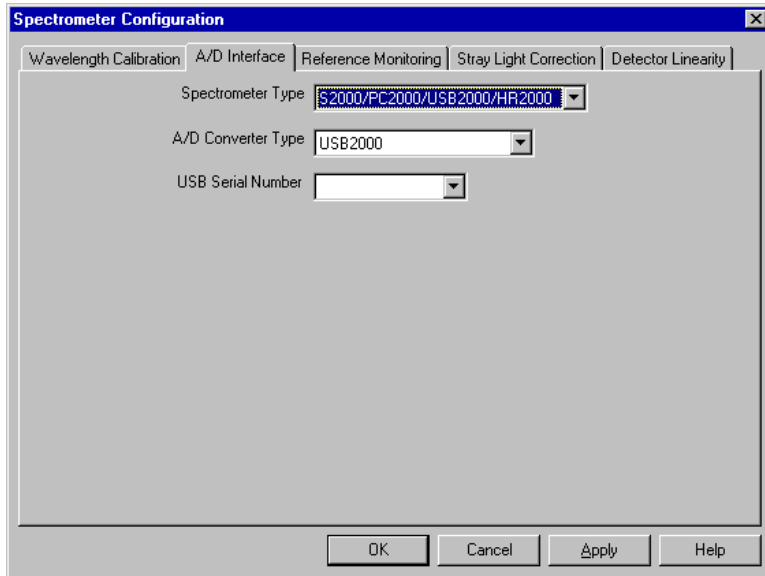 Spectrometer Configuration
Wavelength Calibration A/D Interface Reference Monitoring Stray Light Correction Detector Linearity
Spectrometer Type S2000/PC2000/USB2000/HR2000
A/D Converter Type USB2000
USB Serial Number
OK Cancel Apply Help